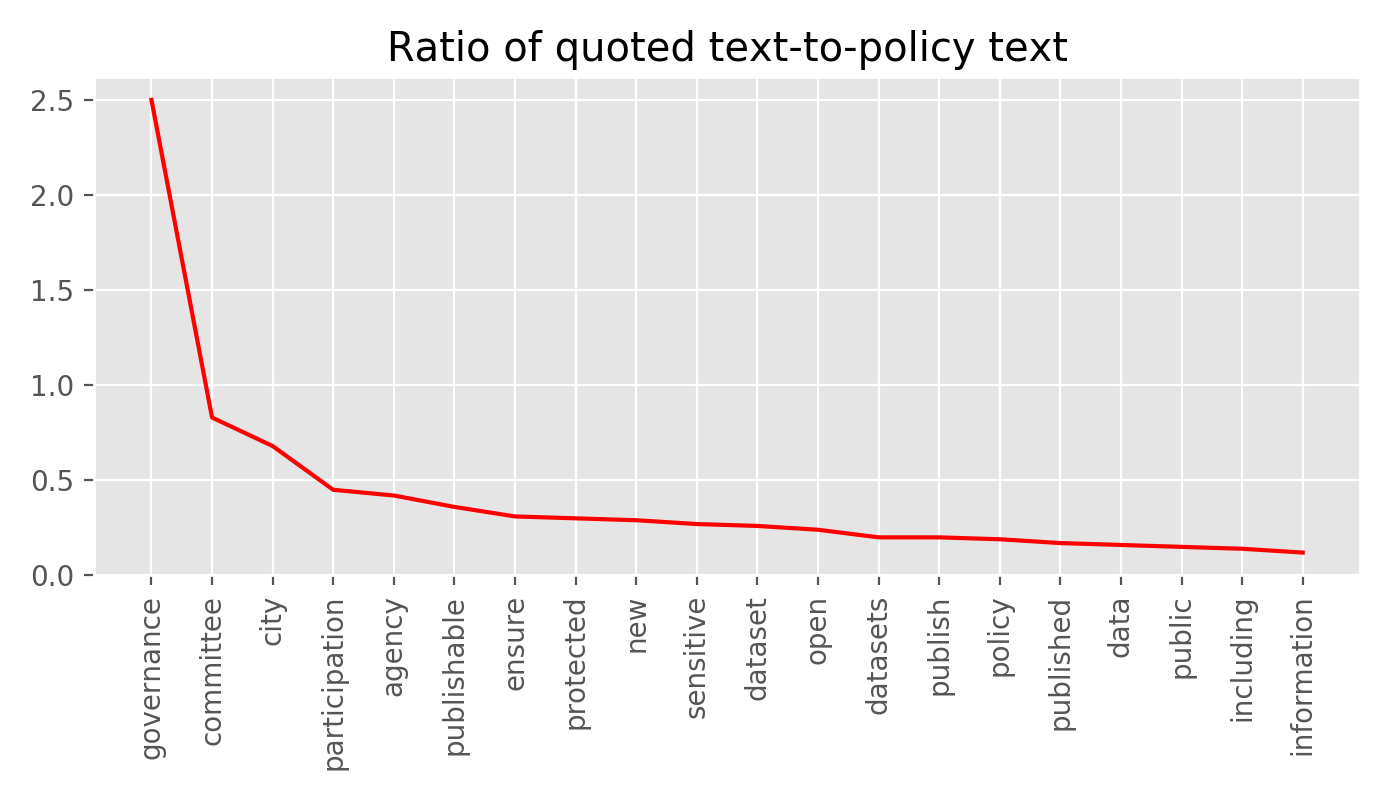 Ratio of quoted text-to-policy text
2.5
2.0
1.5
1.0
0.5
0.0
governance
committee
city
participation
agency
publishable
ensure
protected
new
sensitive
dataset
open
datasets
publish
policy
published
data
public
including
information